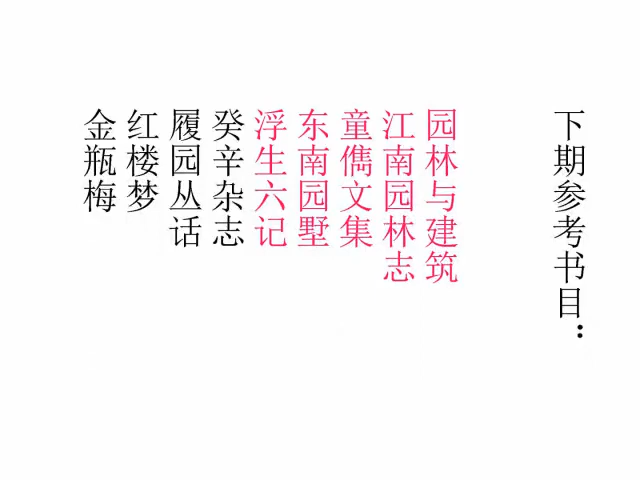 下期参考书目：
园林与建筑
江南园林志
童儁文集
东南园墅
浮生六记
癸辛杂志
履园丛话
红楼梦
金瓶梅